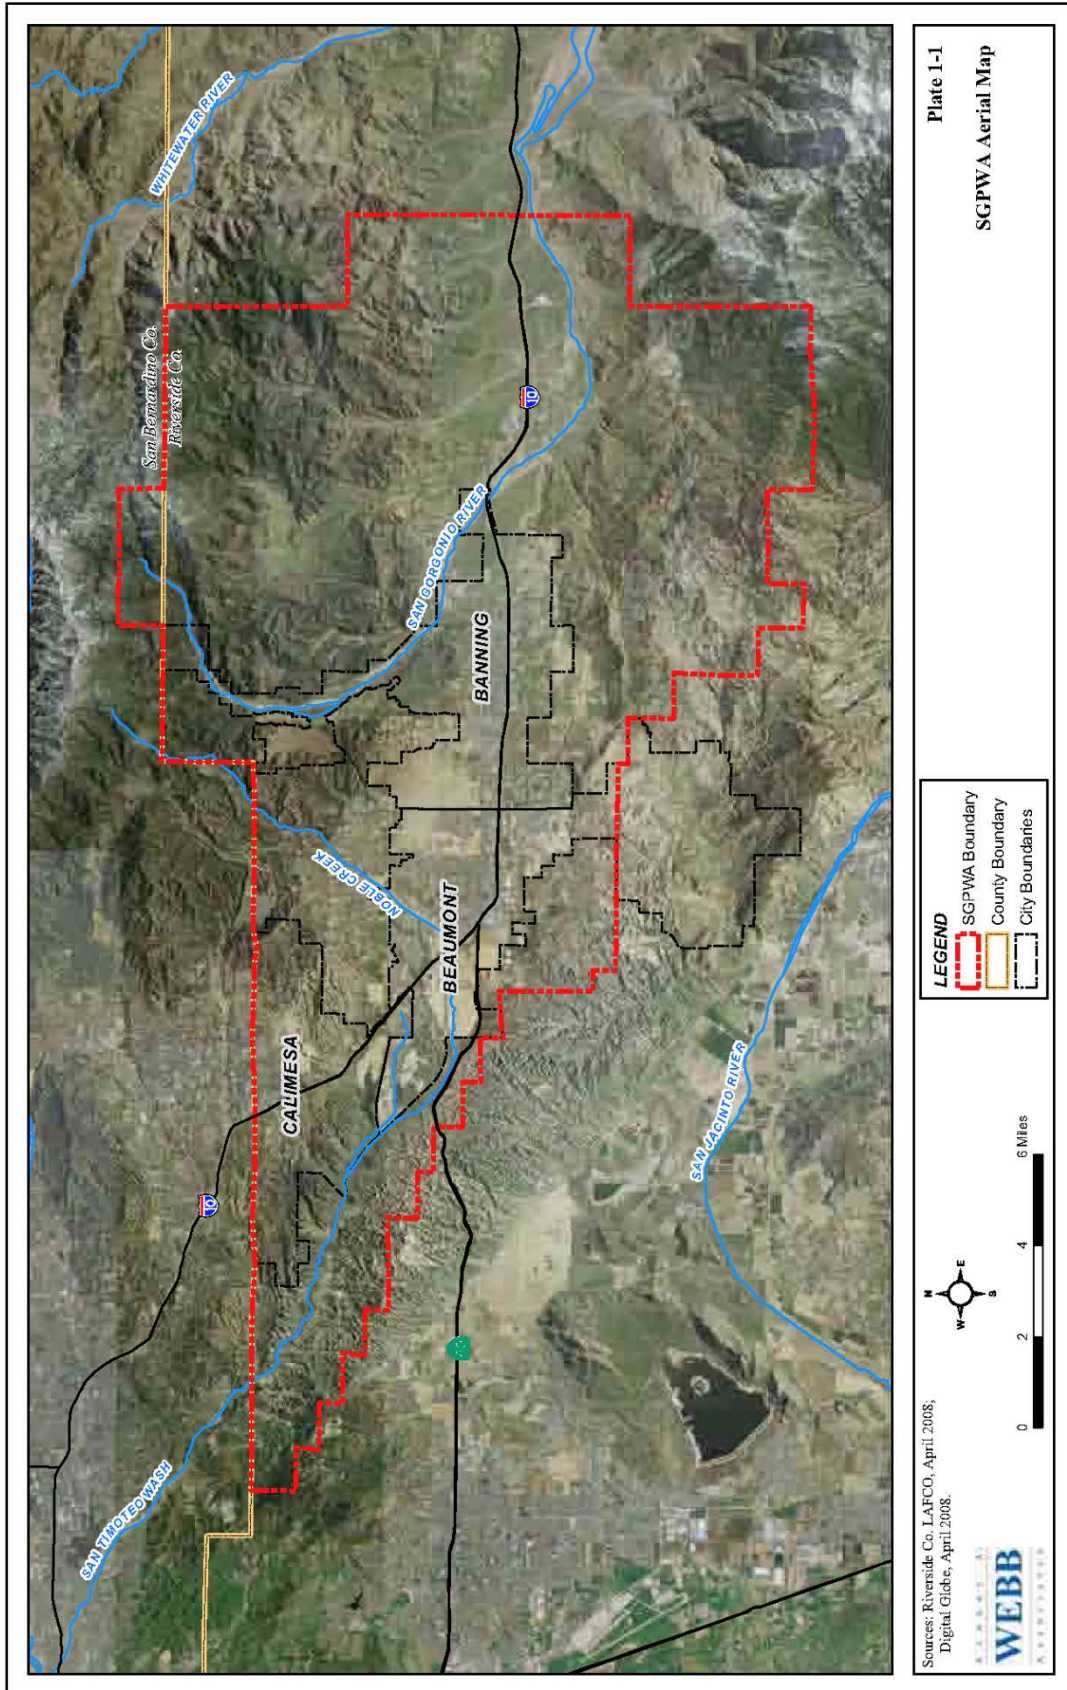 WHITEWATER RIVER
San Bernardino Co.
Riverside Co.
SAN GORGONIO RIVER
10
BANNING
NOBLE CREEK
BEAUMONT
CALIMESA
10
SAN TIMOTEO WASH
SAN JACINTO RIVER
Sources: Riverside Co. LAFCO, April 2008;
Digital Globe, April 2008.
ALBERT A.
WEBB
ASSOCIATES
N
W E
S
0 2 4 6 Miles
LEGEND
SGPWA Boundary
County Boundary
City Boundaries
Plate 1-1
SGPWA Aerial Map